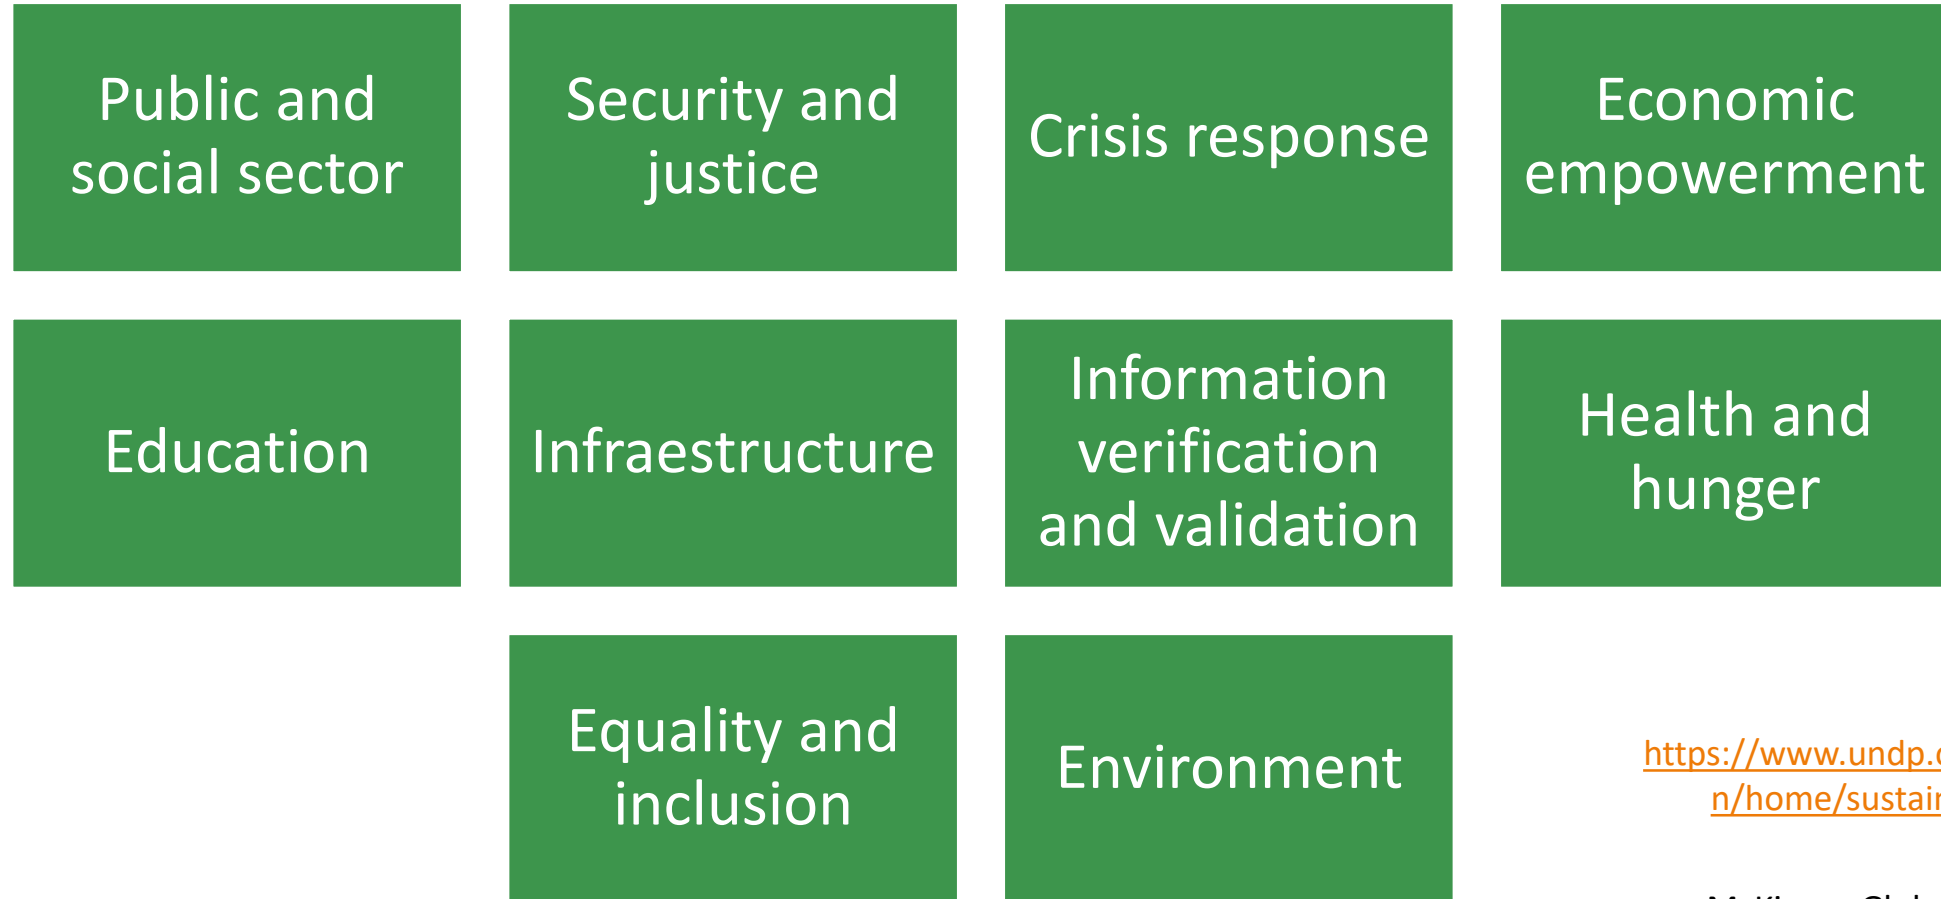 Public and
social sector
Security and
justice
Crisis response
Economic
empowerment
Education
Infraestructure
Information
verification
and validation
Health and
hunger
Equality and
inclusion
Environment
https://www.undp.
n/home/sustain